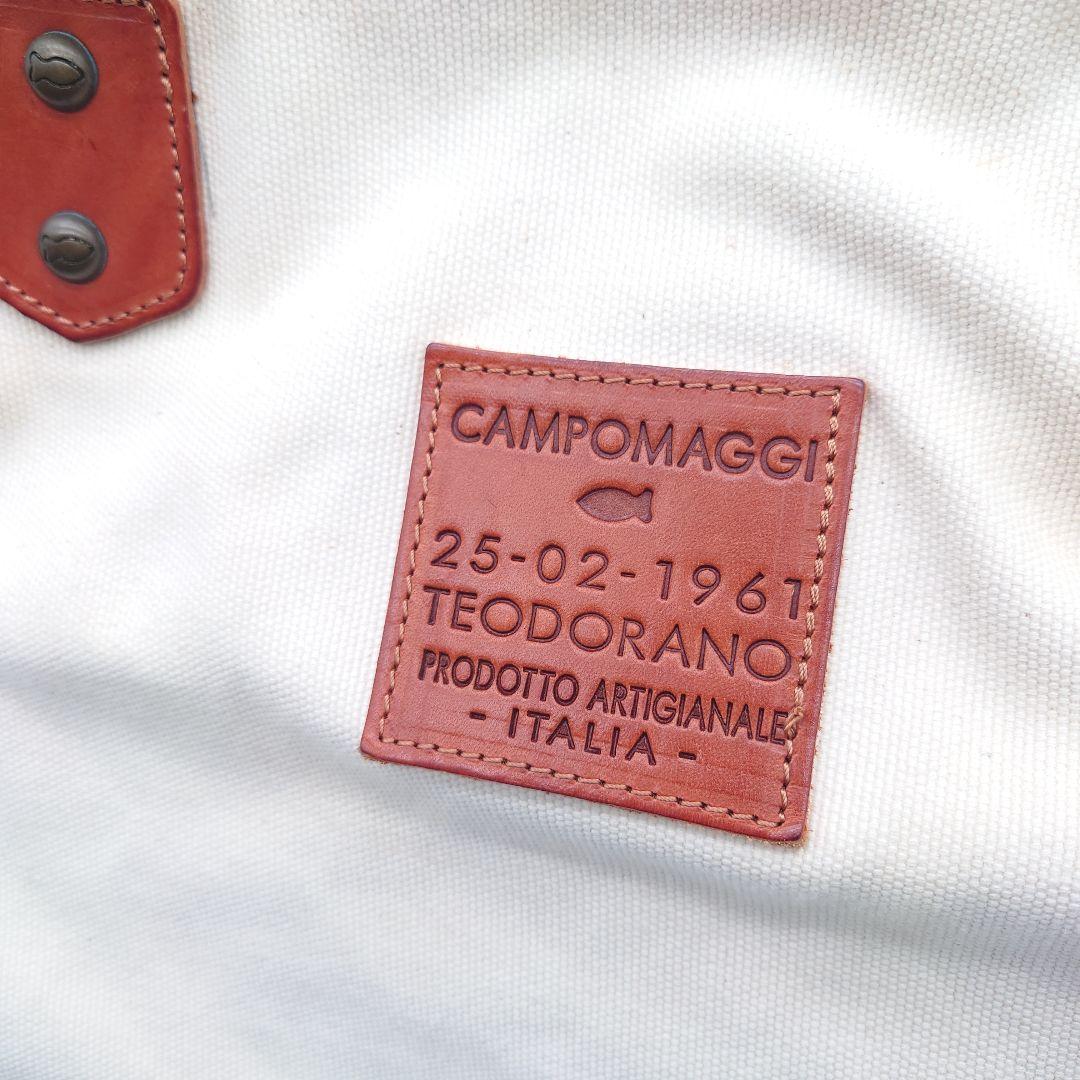 CAMPOMAGGI
25-02-1961
TEODORANO
PRODOTTO ARTIGIANALE
- ITALIA -